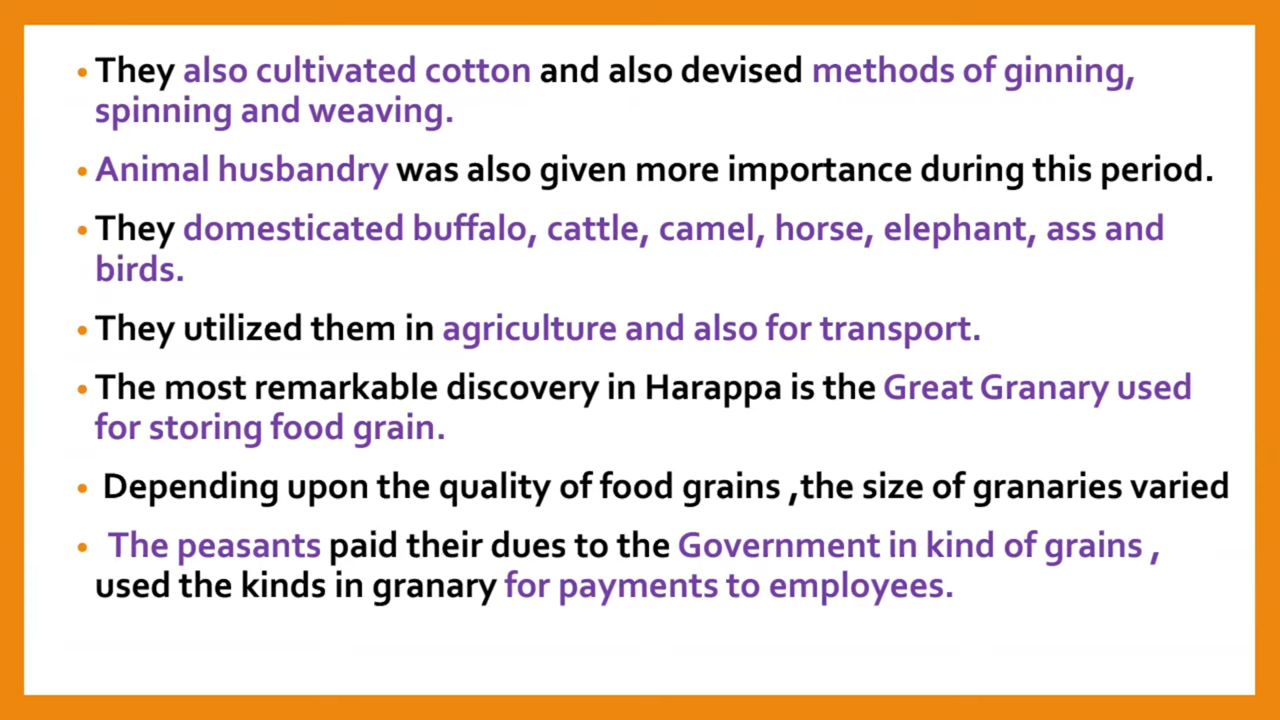 • They also cultivated cotton and also devised methods of ginning,
spinning and weaving.
• Animal husbandry was also given more importance during this period.
• They domesticated buffalo, cattle, camel, horse, elephant, ass and
birds.
• They utilized them in agriculture and also for transport.
• The most remarkable discovery in Harappa is the Great Granary used
for storing food grain.
• Depending upon the quality of food grains ,the size of granaries varied
• The peasants paid their dues to the Government in kind of grains ,
used the kinds in granary for payments to employees.